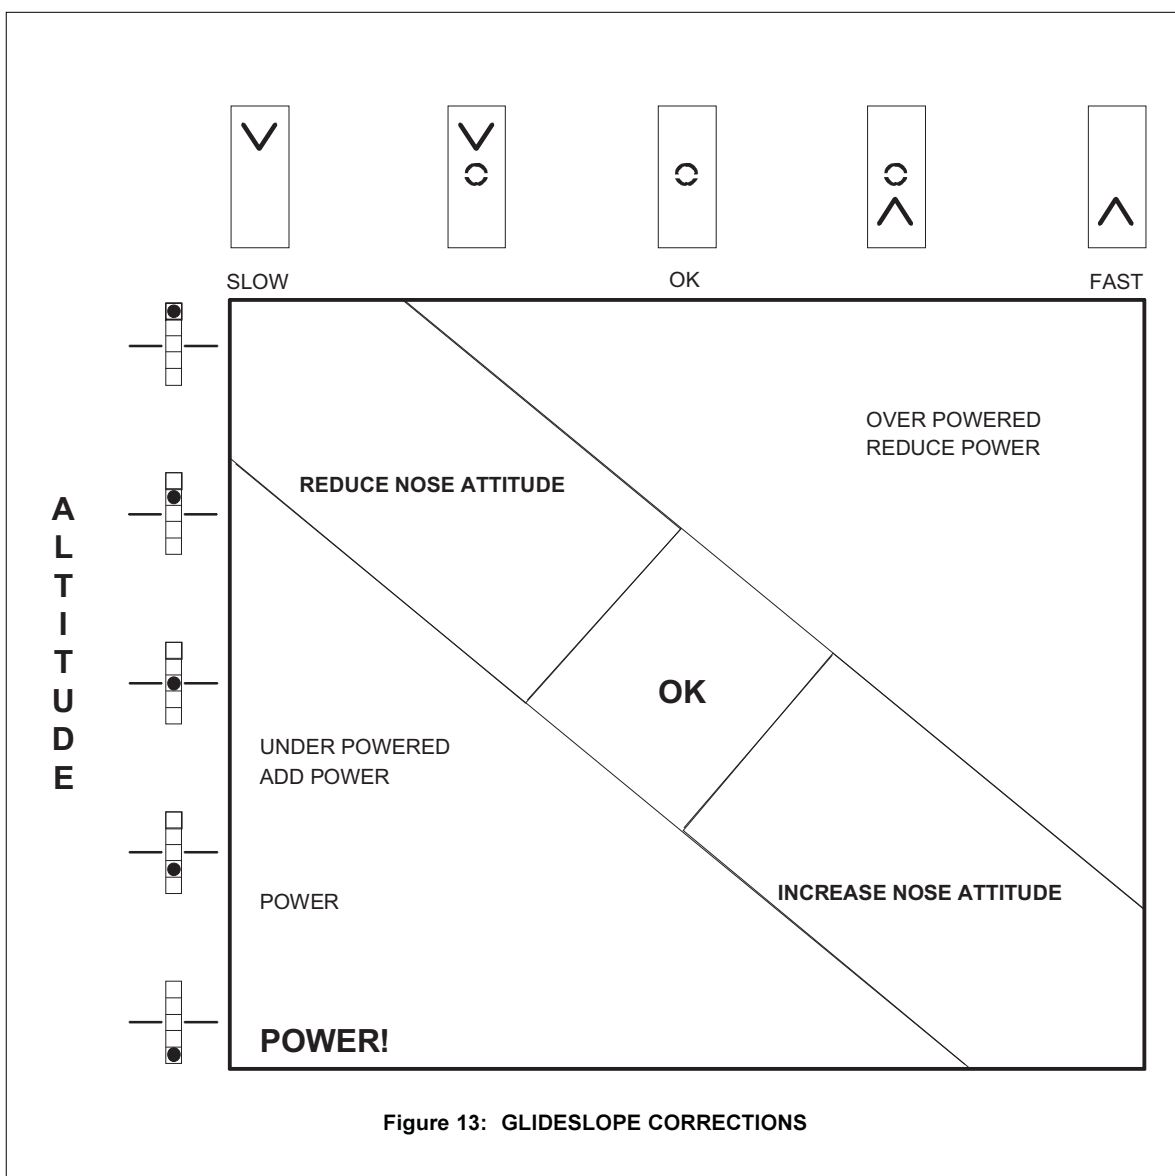 SLOW
OK
FAST
OVER POWERED
REDUCE POWER
REDUCE NOSE ATTITUDE
ALTITUDE
OK
UNDER POWERED
ADD POWER
INCREASE NOSE ATTITUDE
POWER
POWER!
Figure 13: GLIDESLOPE CORRECTIONS